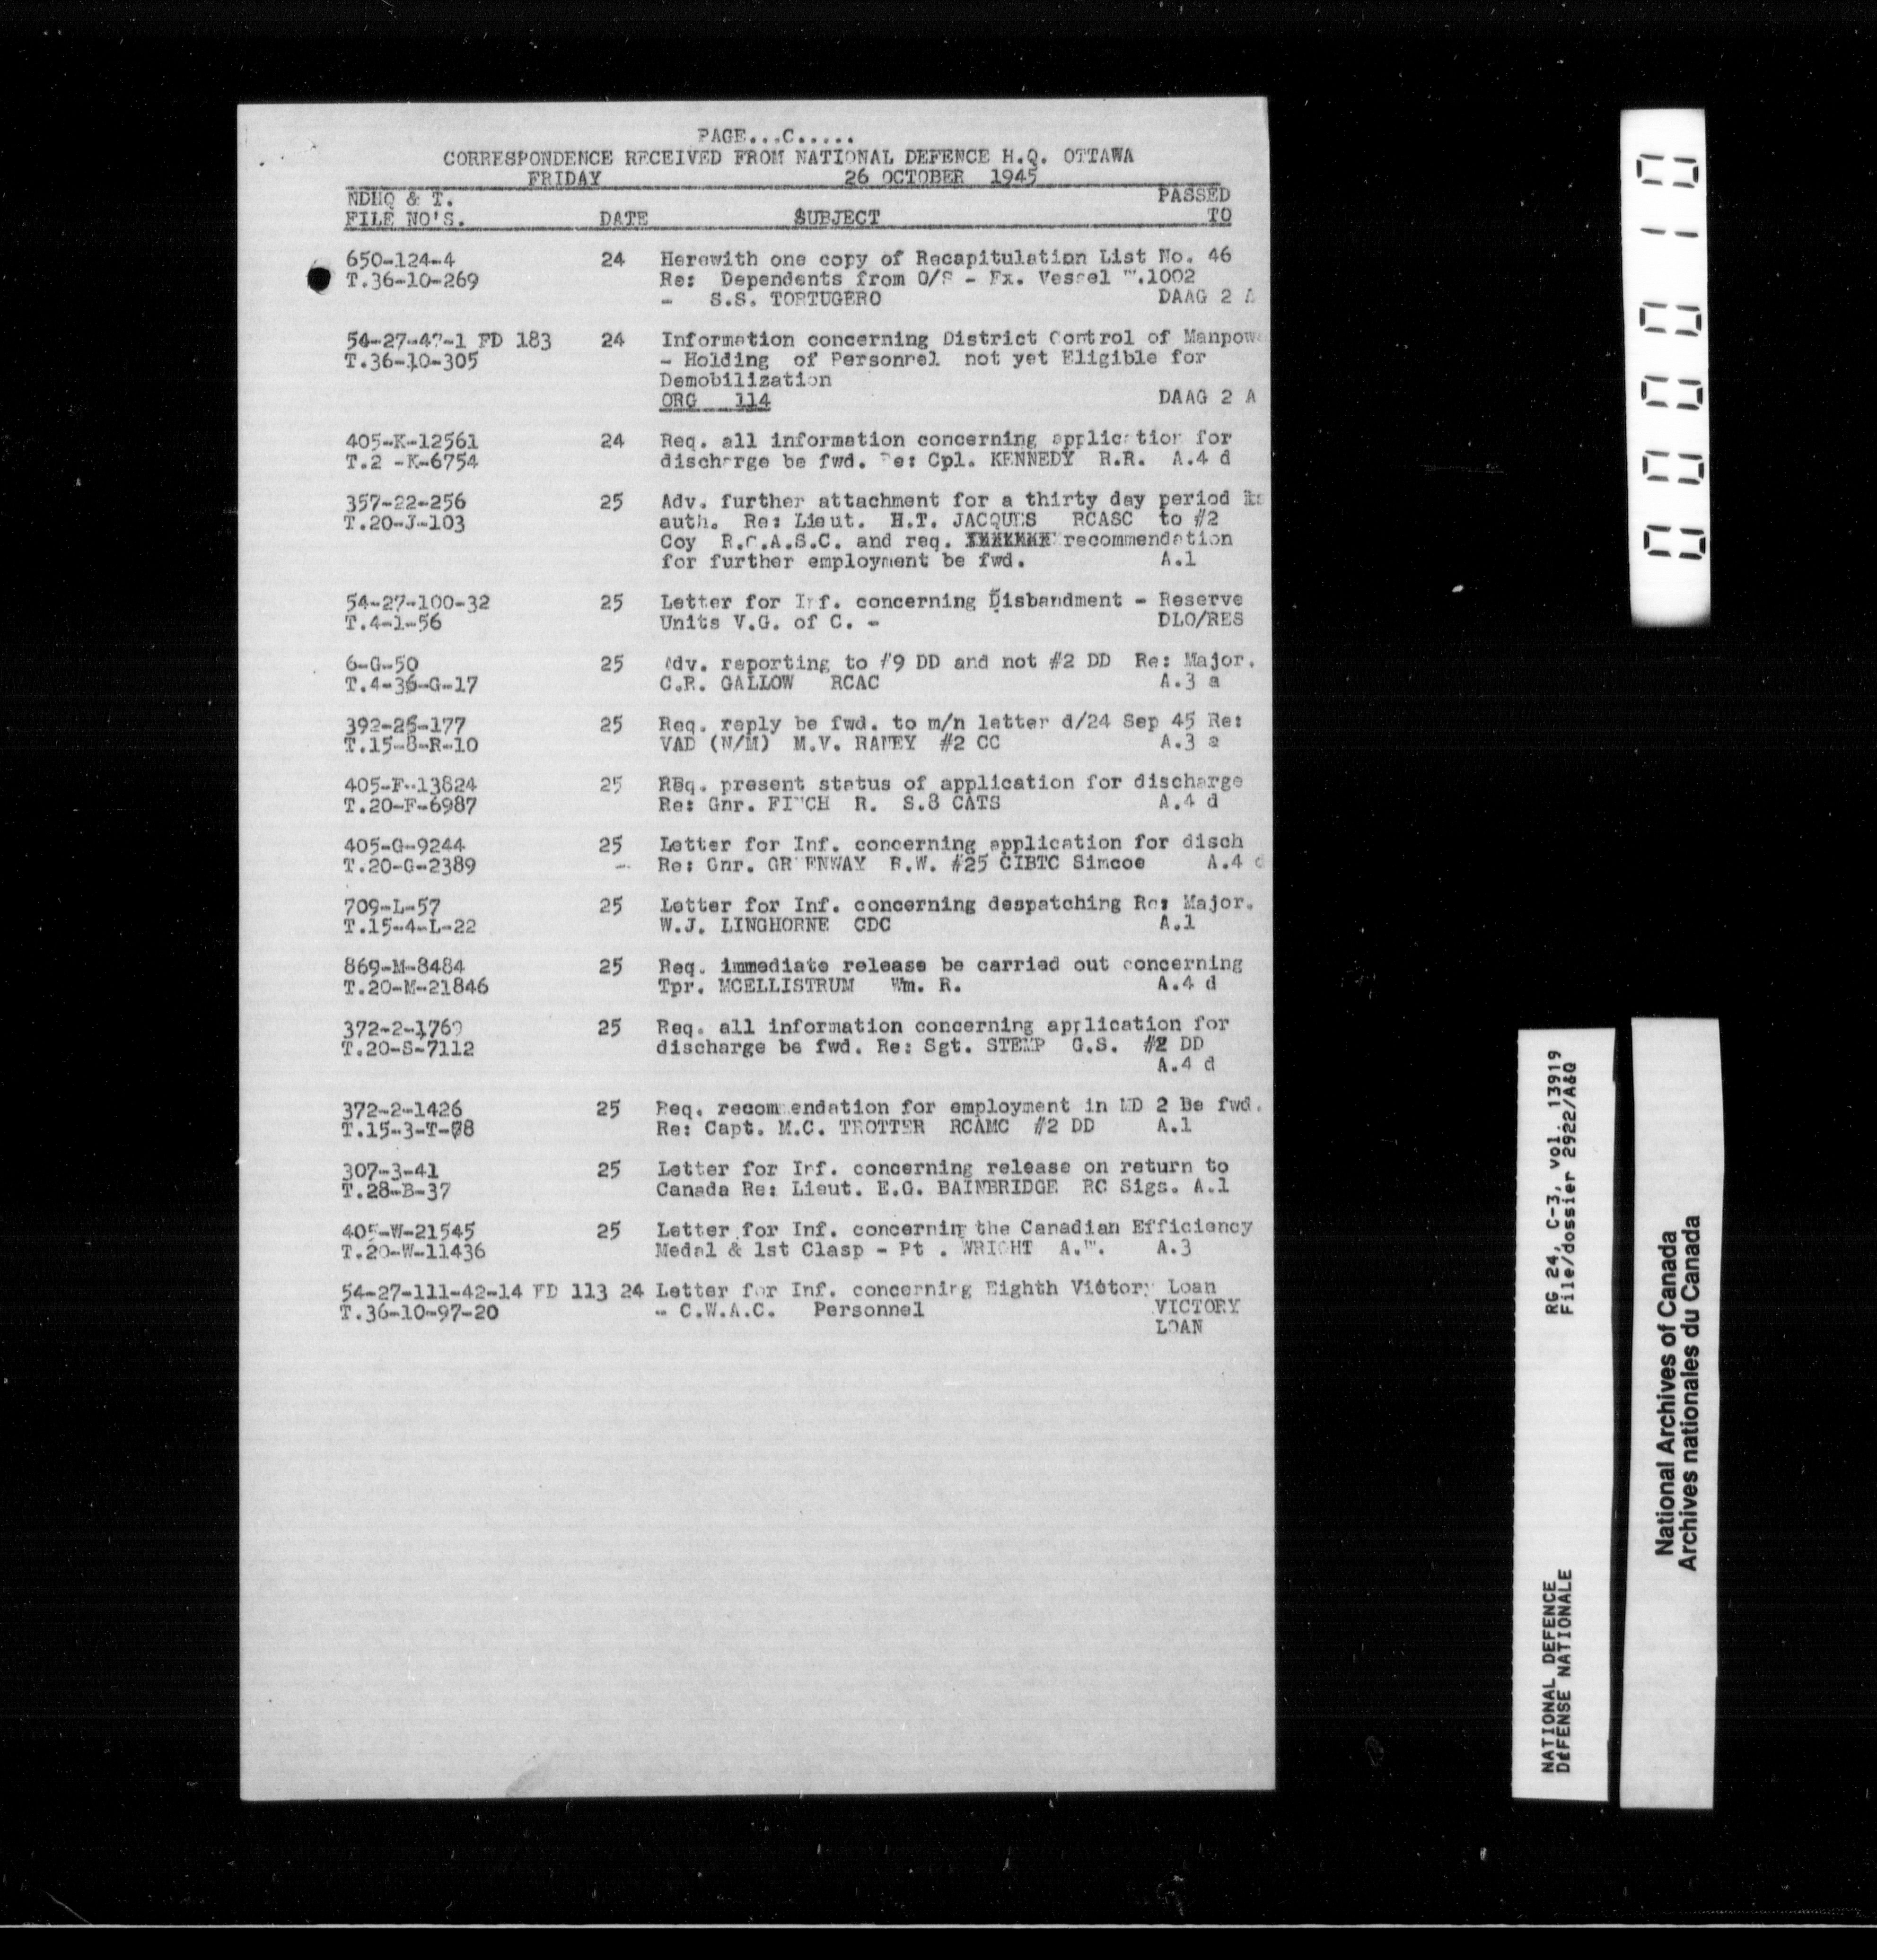 PAGE...C.....
CORRESPONDENCE RECEIVED FROM NATIONAL DEFENCE H.Q. OTTAWA
FRIDAY 26 OCTOBER 1945
NDHQ & T. PASSED
FILE NO'S. DATE SUBJECT TO
650-124-4 24 Herewith one copy of Recapitulation List No. 46
T.36-10-269 Re: Dependents from O/S - Ex. Vessel .1002
- S.S. TORTUGERO DAAG 2 A
54-27-4?-1 FD 183 24 Information concerning District Control of Manpow
T.36-10-305 - Holding of Personnel not yet Eligible for
Demobilization
ORG 114 DAAG 2 A
405-K-12561 24 Req. all information concerning application for
T.2 -K-6754 discharge be fwd. Re: Cpl. KENNEDY R.R. A.4 d
357-22-256 25 Adv. further attachment for a thirty day period is
T.20-J-103 auth. Re: Lieut. H.T. JACQUES RCASC to #2
Coy R.C.A.S.C. and req. recommendation
for further employment be fwd. A.1
54-27-100-32 25 Letter for Inf. concerning Disbandment - Reserve
T.4-1-56 Units V.G. of C. - DLO/RES
6-G-50 25 Adv. reporting to #9 DD and not #2 DD Re: Major.
T.4-36-G-17 C.R. GALLOW RCAC A.3 a
392-26-177 25 Req. reply be fwd. to m/n letter d/24 Sep 45 Re:
T.15-8-R-10 VAD (N/M) M.V. RANEY #2 CC A.3 a
405-F-13824 25 REq. present status of application for discharge
T.20-F-6987 Re: Gnr. FINCH R. S.8 CATS A.4 d
405-G-9244 25 Letter for Inf. concerning application for disch
T.20-G-2389 - Re: Gnr. GREENWAY R.W. #25 CIBTC Simcoe A.4 d
709-L-57 25 Letter for Inf. concerning despatching Re: Major.
T.15-4-L-22 W.J. LINGHORNE CDC A.1
869-M-8484 25 Req. immediate release be carried out concerning
T.20-M-21846 Tpr. MCELLISTRUM Wm. R. A.4 d
372-2-1769 25 Req. all information concerning application for
T.20-S-7112 discharge be fwd. Re: Sgt. STEMP G.S. #2 DD
A.4 d
372-2-1426 25 Req. recommendation for employment in MD 2 Be fwd.
T.15-3-T-78 Re: Capt. M.C. TROTTER RCAMC #2 DD A.1
307-3-41 25 Letter for Inf. concerning release on return to
T.28-B-37 Canada Re: Lieut. E.G. BAINBRIDGE RC Sigs. A.1
405-W-21545 25 Letter for Inf. concerning the Canadian Efficiency
T.20-W-11436 Medal & 1st Clasp - Pt . WRIGHT A. . A.3
54-27-111-42-14 FD 113 24 Letter for Inf. concerning Eighth Victory Loan
T.36-10-97-20 - C.W.A.C. Personnel VICTORY
LOAN
RG 24, C-3, vol. 13919
File/dossier 2922/A&Q
NATIONAL DEFENCE
DÉFENSE NATIONALE
National Archives of Canada
Archives nationales du Canada